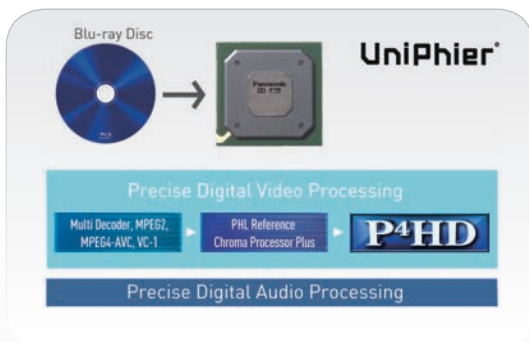 Blu-ray Disc
UniPhier®
Panasonic
Precise Digital Video Processing
Multi Decoder, MPEG2,
MPEG4-AVC, VC-1
PHL Reference
Chroma Processor Plus
P⁴HD
Precise Digital Audio Processing